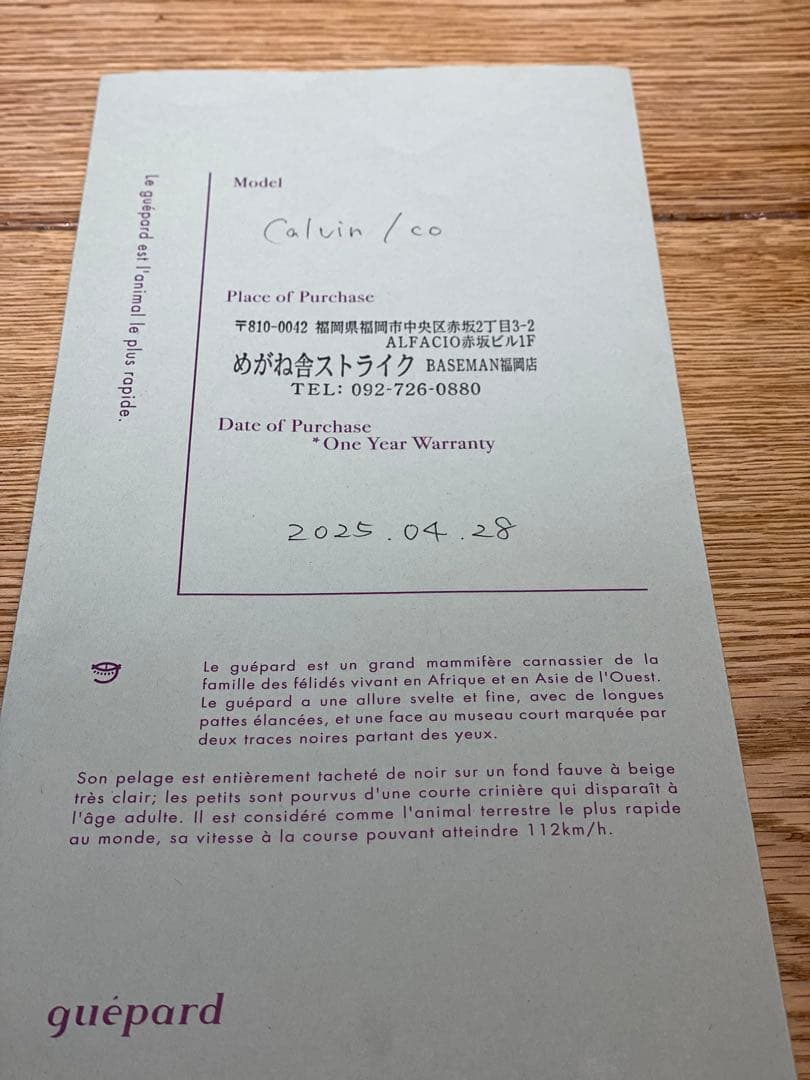 Le guépard est l'animal le plus rapide.
Model
Calvin / co
Place of Purchase
〒810-0042 福岡県福岡市中央区赤坂2丁目3-2
ALFACIO赤坂ビル1F
めがね舎ストライク BASEMAN福岡店
TEL: 092-726-0880
Date of Purchase
*One Year Warranty
2025.04.28
Le guépard est un grand mammifère carnassier de la
famille des félidés vivant en Afrique et en Asie de l'Ouest.
Le guépard a une allure svelte et fine, avec de longues
pattes élancées, et une face au museau court marquée par
deux traces noires partant des yeux.
Son pelage est entièrement tacheté de noir sur un fond fauve à beige
très clair; les petits sont pourvus d'une courte crinière qui disparaît à
l'âge adulte. Il est considéré comme l'animal terrestre le plus rapide
au monde, sa vitesse à la course pouvant atteindre 112km/h.
guépard